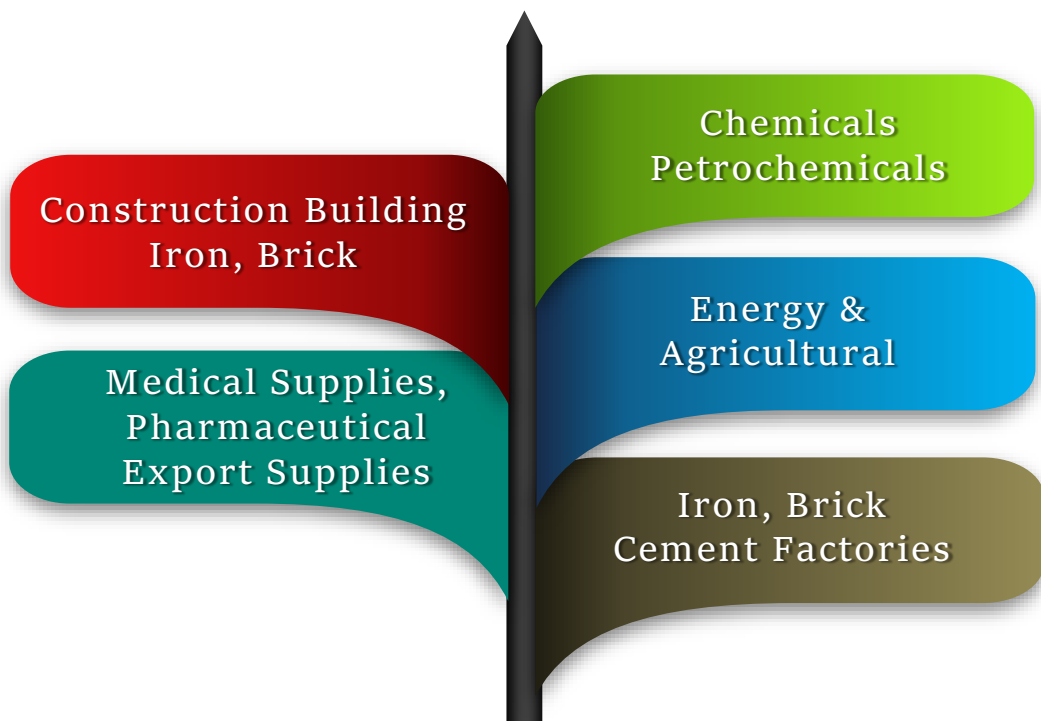 Chemicals
Petrochemicals
Construction Building
Iron, Brick
Energy &
Agricultural
Medical Supplies,
Pharmaceutical
Export Supplies
Iron, Brick
Cement Factories